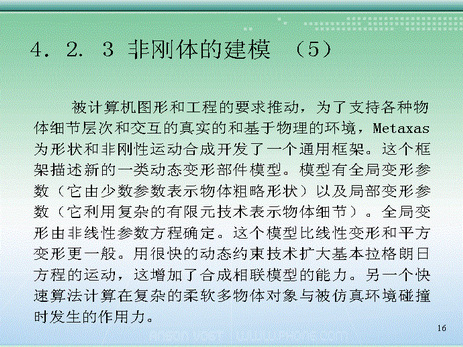 4．2．3 非刚体的建模 （5）
被计算机图形和工程的要求推动，为了支持各种物
体细节层次和交互的真实的和基于物理的环境，Metaxas
为形状和非刚性运动合成开发了一个通用框架。这个框
架描述新的一类动态变形部件模型。模型有全局变形参
数（它由少数参数表示物体粗略形状）以及局部变形参
数（它利用复杂的有限元技术表示物体细节）。全局变
形由非线性参数方程确定。这个模型比线性变形和平方
变形更一般。用很快的动态约束技术扩大基本拉格朗日
方程的运动，这增加了合成相联模型的能力。另一个快
速算法计算在复杂的柔软多物体对象与被仿真环境碰撞
时发生的作用力。
16